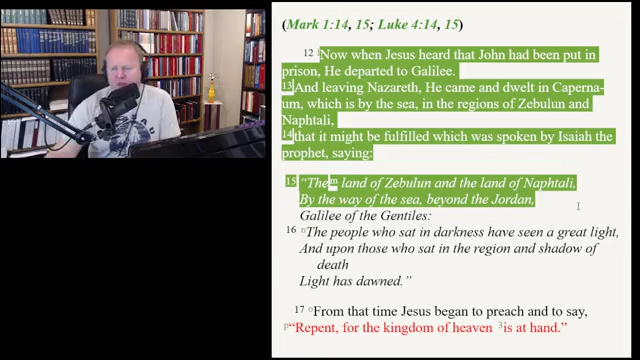 (Mark 1:14, 15; Luke 4:14, 15)
12 l Now when Jesus heard that John had been put in
prison, He departed to Galilee.
13 And leaving Nazareth, He came and dwelt in Caperna-
um, which is by the sea, in the regions of Zebulun and
Naphtali,
14 that it might be fulfilled which was spoken by Isaiah the
prophet, saying:
15 “The m land of Zebulun and the land of Naphtali,
By the way of the sea, beyond the Jordan,
Galilee of the Gentiles:
16 n The people who sat in darkness have seen a great light,
And upon those who sat in the region and shadow of
death
Light has dawned.”
17 o From that time Jesus began to preach and to say,
p “Repent, for the kingdom of heaven 3 is at hand.”